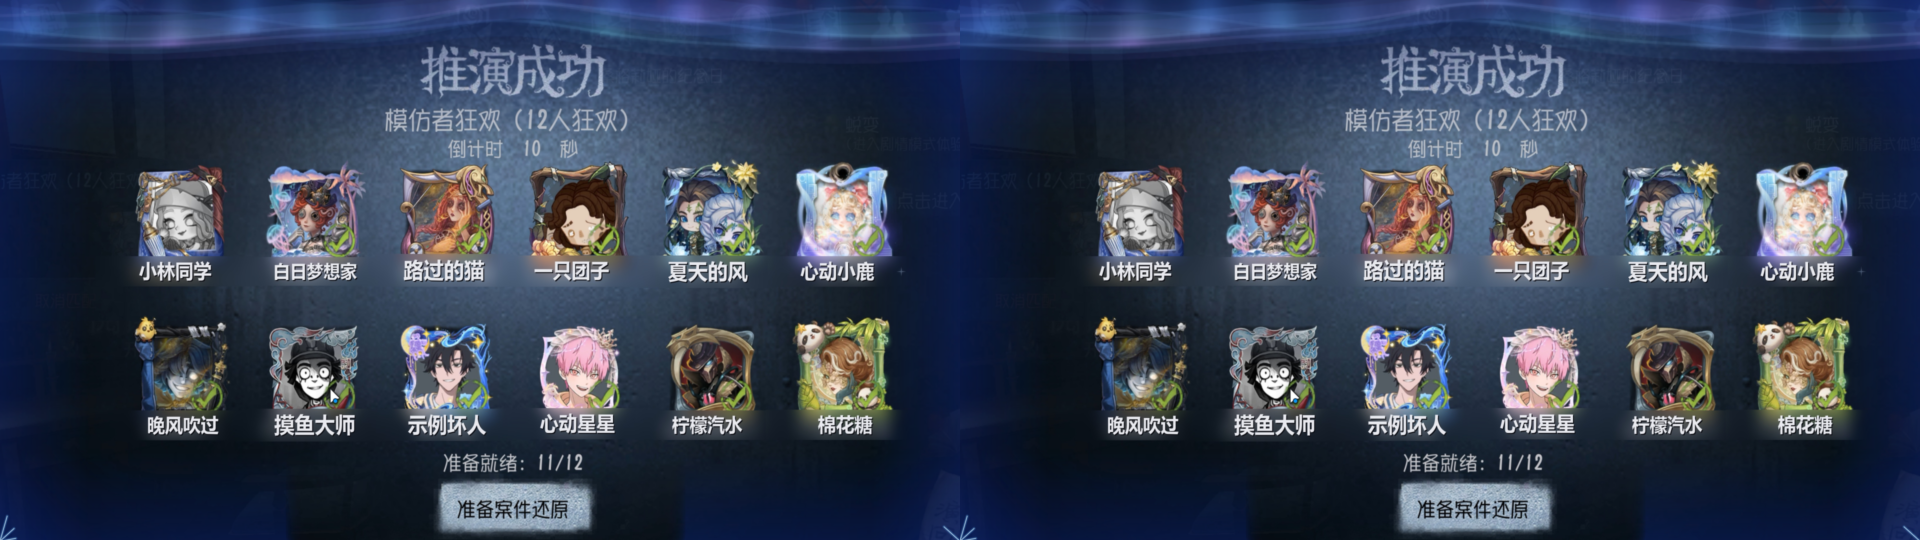 推演成功
模仿者狂欢（12人狂欢）
倒计时 10 秒
小林同学 白日梦想家 路过的猫 一只团子 夏天的风 心动小鹿
晚风吹过 摸鱼大师 示例坏人 心动星星 柠檬汽水 棉花糖
准备就绪：11/12
准备案件还原
推演成功
模仿者狂欢（12人狂欢）
倒计时 10 秒
小林同学 白日梦想家 路过的猫 一只团子 夏天的风 心动小鹿
晚风吹过 摸鱼大师 示例坏人 心动星星 柠檬汽水 棉花糖
准备就绪：11/12
准备案件还原